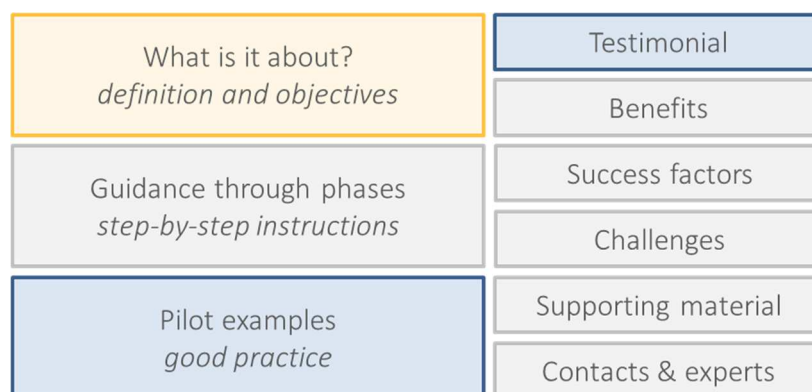 What is it about?
definition and objectives
Guidance through phases
step-by-step instructions
Pilot examples
good practice
Testimonial
Benefits
Success factors
Challenges
Supporting material
Contacts & experts